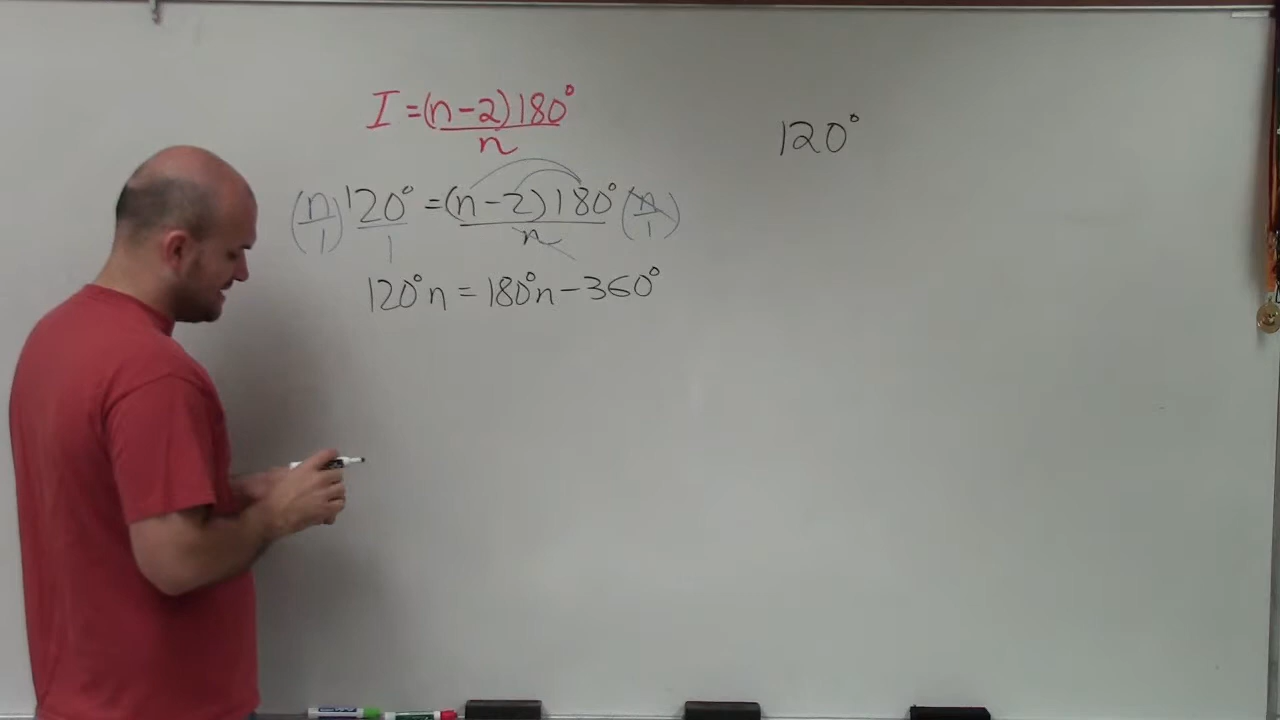 I = (n-2)180°
n
120°
(n/1) 120°/1 = (n-2)180°/n (n/1)
120°n = 180°n - 360°